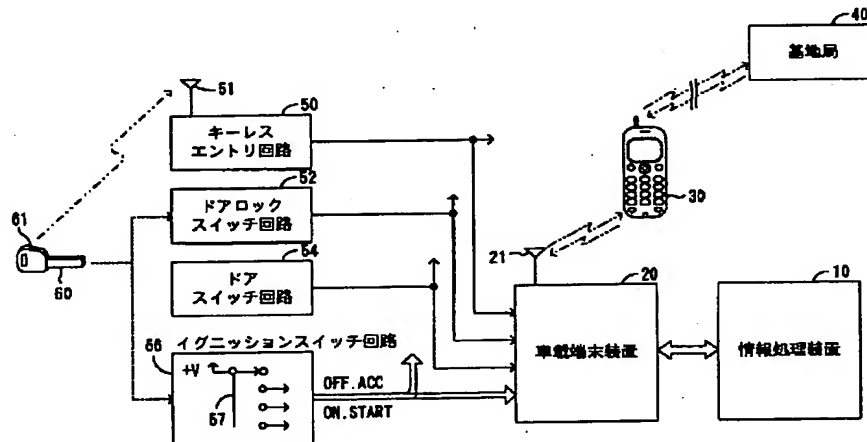 40
基地局
51
50
キーレス
エントリ回路
52
ドアロック
スイッチ回路
61
60
54
ドア
スイッチ回路
30
21
20
車載端末装置
10
情報処理装置
イグニッションスイッチ回路
56
+V
57
OFF.ACC
ON.START